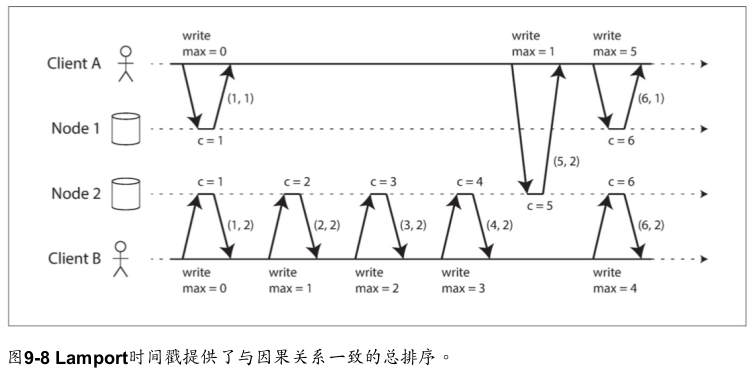 write write write
max = 0 max = 1 max = 5
Client A
(1, 1) (6, 1)
Node 1
c = 1 c = 6
(5, 2)
c = 1 c = 2 c = 3 c = 4 c = 6
Node 2
c = 5
(1, 2) (2, 2) (3, 2) (4, 2) (6, 2)
Client B
write write write write write
max = 0 max = 1 max = 2 max = 3 max = 4
图9-8 Lamport时间戳提供了与因果关系一致的总排序。